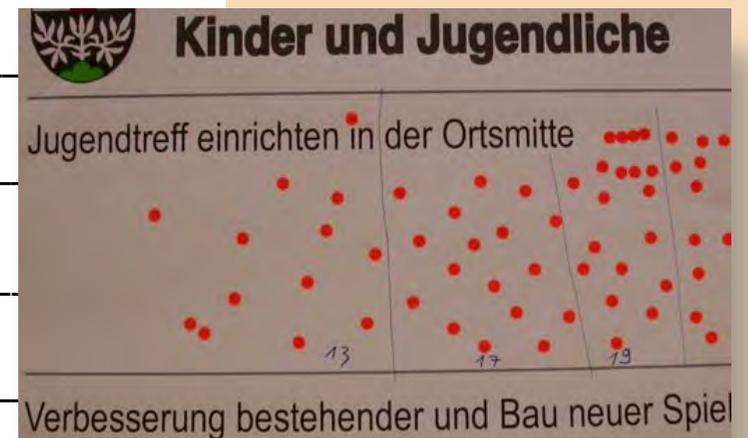 Kinder und Jugendliche
Jugendtreff einrichten in der Ortsmitte
13 17 19
Verbesserung bestehender und Bau neuer Spiel